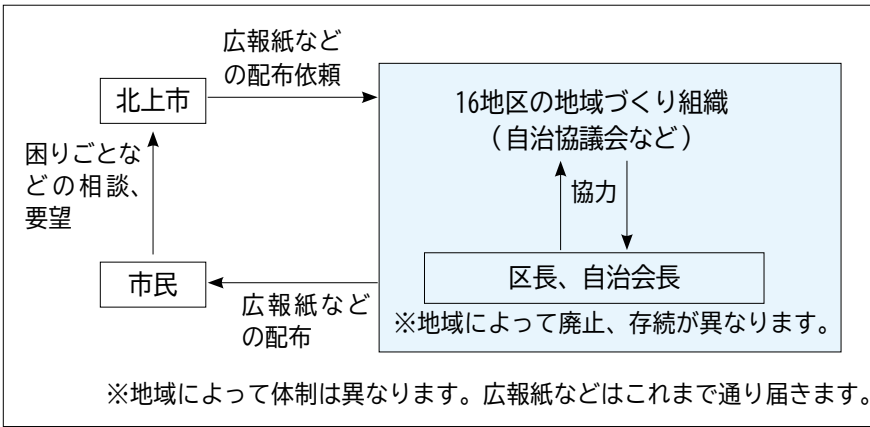 広報紙など
の配布依頼
北上市
16地区の地域づくり組織
（自治協議会など）
困りごとな
どの相談、
要望
協力
市民
区長、自治会長
広報紙など
の配布
※地域によって廃止、存続が異なります。
※地域によって体制は異なります。広報紙などはこれまで通り届きます。